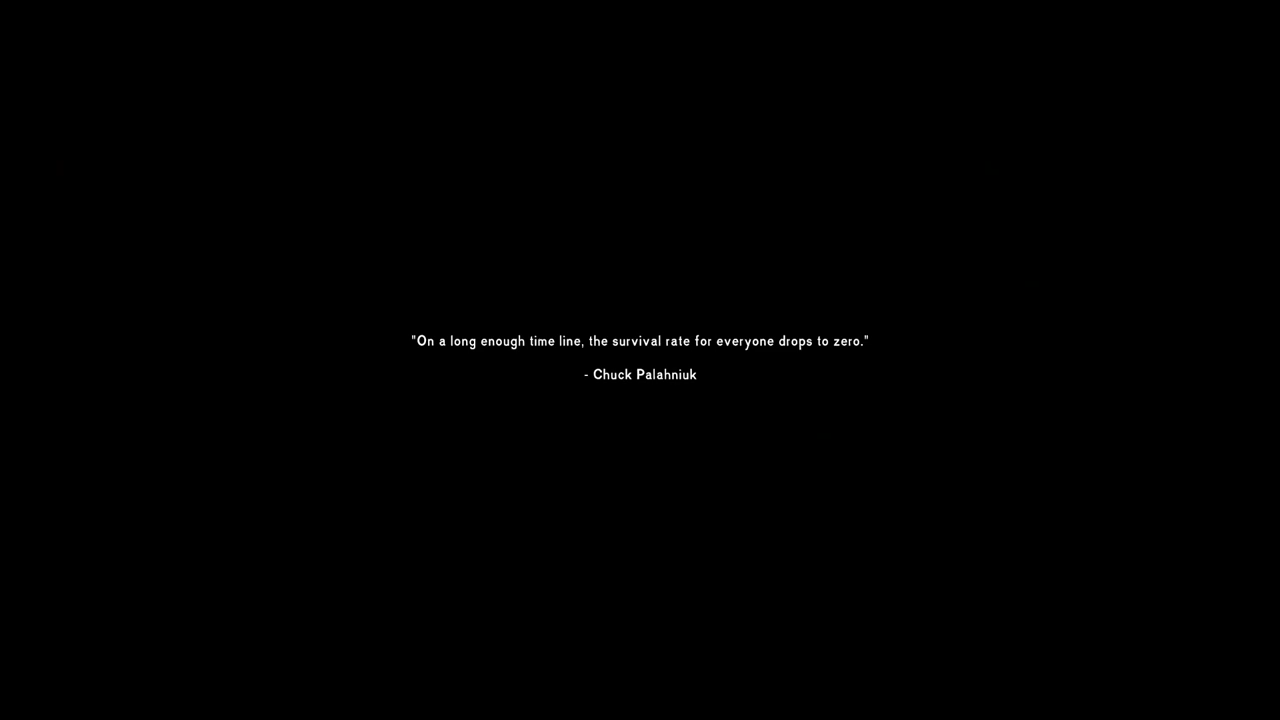 "On a long enough time line, the survival rate for everyone drops to zero."
- Chuck Palahniuk